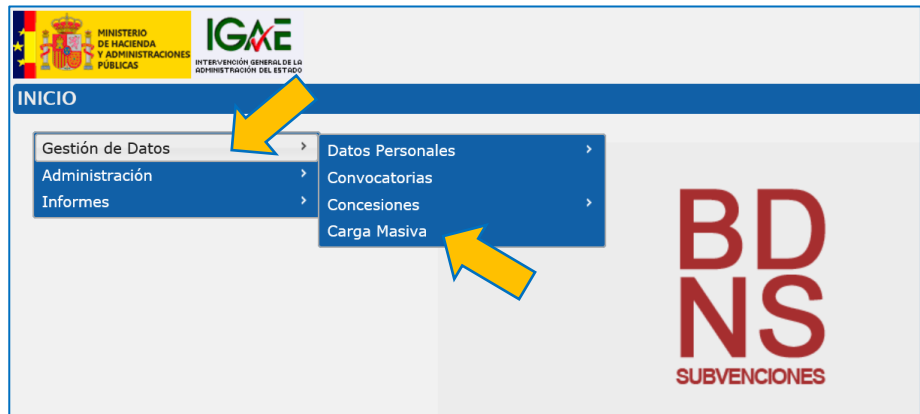 MINISTERIO
DE HACIENDA
Y ADMINISTRACIONES
PÚBLICAS
IGAE
INTERVENCIÓN GENERAL DE LA
ADMINISTRACIÓN DEL ESTADO
INICIO
Gestión de Datos
Administración
Informes
Datos Personales
Convocatorias
Concesiones
Carga Masiva
BD
NS
SUBVENCIONES